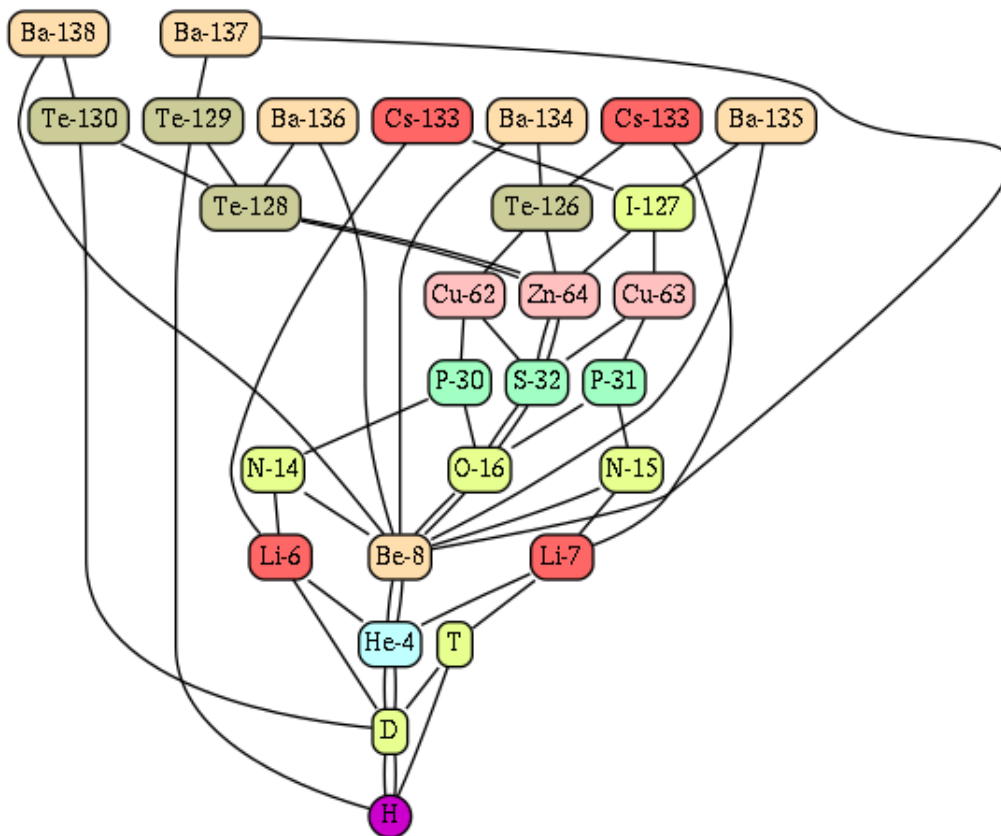 Ba-138
Ba-137
Te-130
Te-129
Ba-136
Cs-133
Ba-134
Cs-133
Ba-135
Te-128
Te-126
I-127
Cu-62
Zn-64
Cu-63
P-30
S-32
P-31
N-14
O-16
N-15
Li-6
Be-8
Li-7
He-4
T
D
H